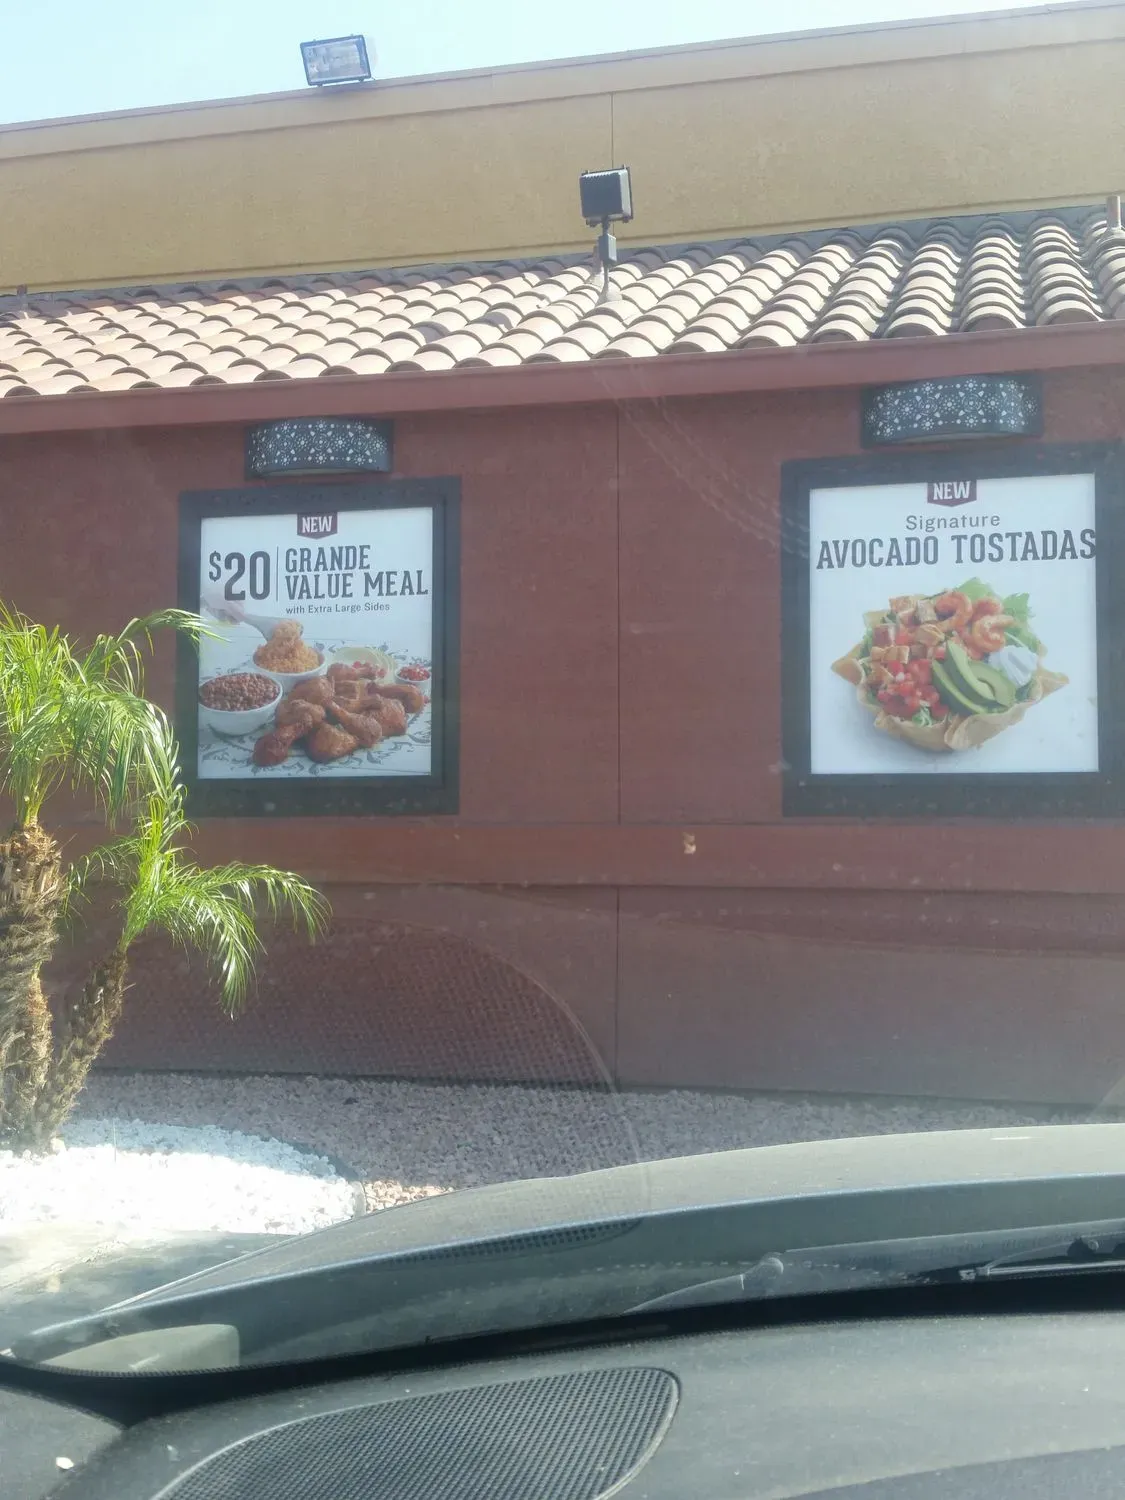 NEW
$20 GRANDE
VALUE MEAL
with Extra Large Sides
NEW
Signature
AVOCADO TOSTADAS